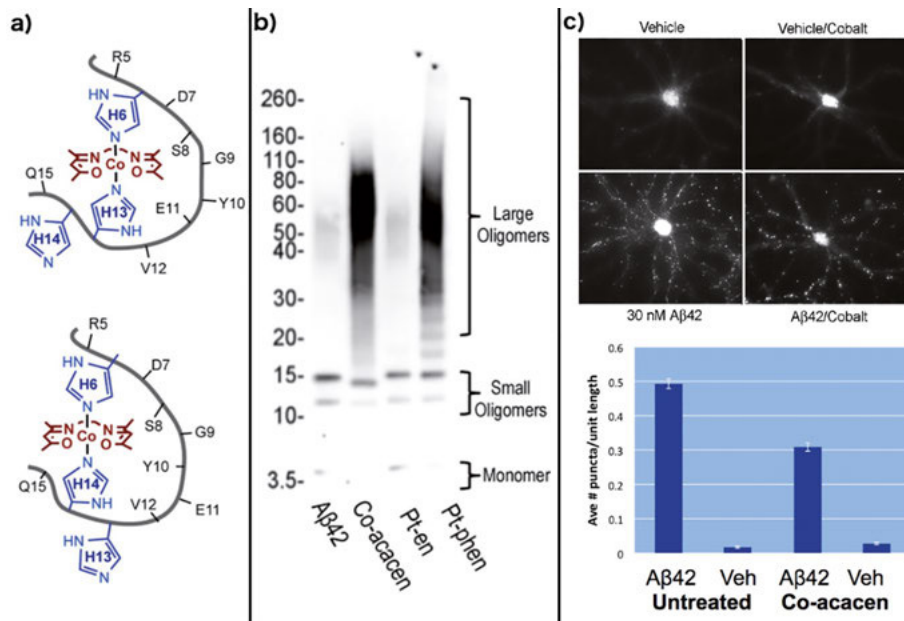 a)
R5
HN
H6
N
D7
S8
N Co N
O O
G9
Y10
Q15
N
H13
E11
NH
HN
H14
N
V12
R5
HN
H6
N
D7
S8
N Co N
O O
G9
Y10
N
H14
Q15
V12
E11
NH
HN
H13
N
b)
260-
160-
110-
80-
60-
50-
40-
30-
20-
15-
10-
3.5-
Large
Oligomers
Small
Oligomers
Monomer
Aβ42
Co-acacen
Pt-en
Pt-phen
c)
Vehicle Vehicle/Cobalt
30 nM Aβ42 Aβ42/Cobalt
Ave # puncta/unit length
0.6
0.5
0.4
0.3
0.2
0.1
0
Aβ42 Veh Aβ42 Veh
Untreated Co-acacen